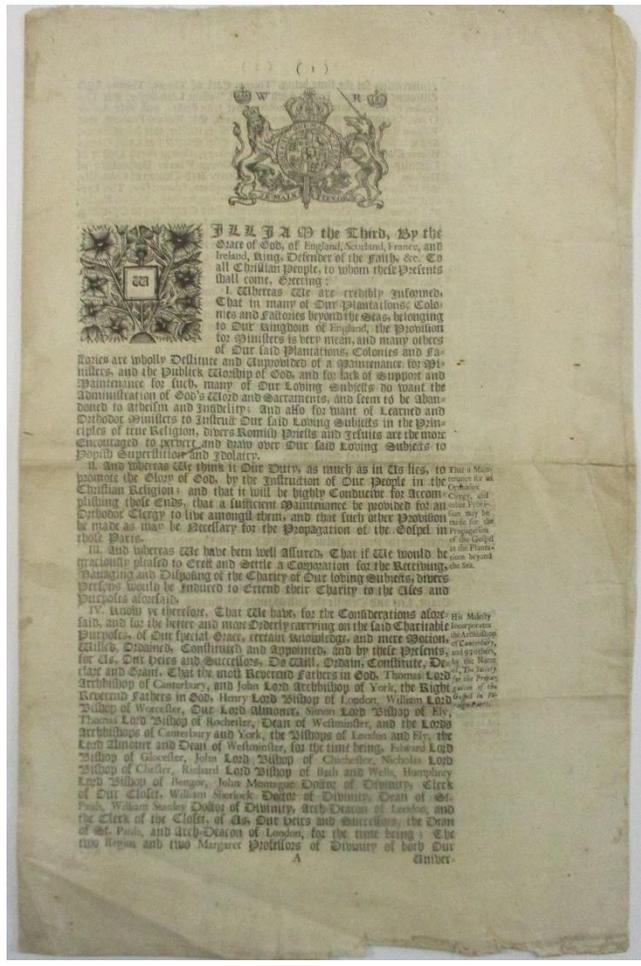 ( 1 )
W R
JE MAIN TIENDRAY
WILLIAM the Third, By the
Grace of God, of England, Scotland, France, and
Ireland, King, Defender of the Faith, &c. To
all Christian People, to whom these Presents
shall come, Greeting:
I. Whereas We are credibly Informed,
That in many of Our Plantations, Colo-
nies and Factories beyond the Seas, belonging
to Our Kingdom of England, the Provision
for Ministers is very mean, and many others
of Our said Plantations, Colonies and Fa-
ctories are wholly Destitute and Unprovided of a Maintenance for Mi-
nisters, and the Publick Worship of God, and for lack of Support and
Maintenance for such, many of Our Loving Subjects do want the
Administration of God's Word and Sacraments, and seem to be Aban-
doned to Atheism and Infidelity; And also for want of Learned and
Orthodox Ministers to Instruct Our said Loving Subjects in the Prin-
ciples of true Religion, divers Romish Priests and Jesuits are the more
Encouraged to pervert and draw over Our said Loving Subjects to
Popish Superstition and Idolatry.
II. And whereas We think it Our Duty, as much as in Us lies, to
promote the Glory of God, by the Instruction of Our People in the
Christian Religion; and that it will be highly Conducive for Accom-
plishing those Ends, that a sufficient Maintenance be provided for an
Orthodox Clergy to live amongst them, and that such other Provision
be made as may be Necessary for the Propagation of the Gospel in
those Parts.
That a Main-
tenance for an
Orthodox
Clergy, and
other Provi-
sion may be
made for the
Propagation
of the Gospel
in the Planta-
tions beyond
the Sea.
III. And whereas We have been well Assured, That if We would be
graciously pleased to Erect and Settle a Corporation for the Receiving,
Managing and Disposing of the Charity of Our loving Subjects, divers
Persons would be Induced to Extend their Charity to the Uses and
Purposes aforesaid.
IV. Know ye therefore, That We have, for the Considerations afore-
said, and for the better and more Orderly carrying on the said Charitable
Purposes, of Our special Grace, certain Knowledge, and mere Motion,
Willed, Ordained, Constituted and Appointed, and by these Presents,
for Us, Our Heirs and Successors, Do Will, Ordain, Constitute, De-
clare and Grant, That the most Reverend Fathers in God, Thomas Lord
Archbishop of Canterbury, and John Lord Archbishop of York, the Right
Reverend Fathers in God, Henry Lord Bishop of London, William Lord
Bishop of Worcester, Our Lord Almoner, Simon Lord Bishop of Ely,
Thomas Lord Bishop of Rochester, Dean of Westminster, and the Lords
Archbishops of Canterbury and York, the Bishops of London and Ely, the
Lord Almoner and Dean of Westminster, for the time being, Edward Lord
Bishop of Glocester, John Lord Bishop of Chichester, Nicholas Lord
Bishop of Chester, Richard Lord Bishop of Bath and Wells, Humphrey
Lord Bishop of Bangor, John Montague Doctor of Divinity, Clerk
of Our Closet, William Sherlock Doctor of Divinity, Dean of St.
Pauls, William Stanley Doctor of Divinity, Arch-Deacon of London, and
the Clerk of the Closet, of Us, Our Heirs and Successors, the Dean
of St. Pauls, and Arch-Deacon of London, for the time being; The
two Regius and two Margaret Professors of Divinity of both Our
His Majesty
Incorporates
the Archbishop
of Canterbury,
and 93 others,
by the Name
of, The Society
for the Propa-
gation of the
Gospel in Fo-
reign Parts.
A
Univer-